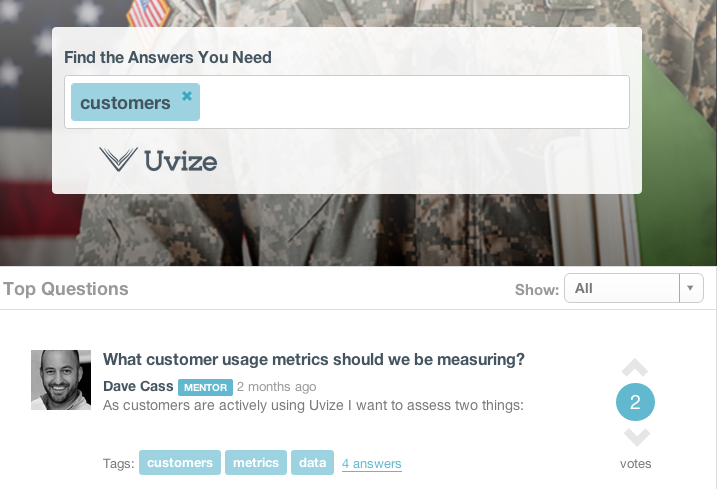 Find the Answers You Need
customers
Uvize
Top Questions
Show: All
What customer usage metrics should we be measuring?
Dave Cass MENTOR 2 months ago
As customers are actively using Uvize I want to assess two things:
2
Tags: customers metrics data 4 answers
votes